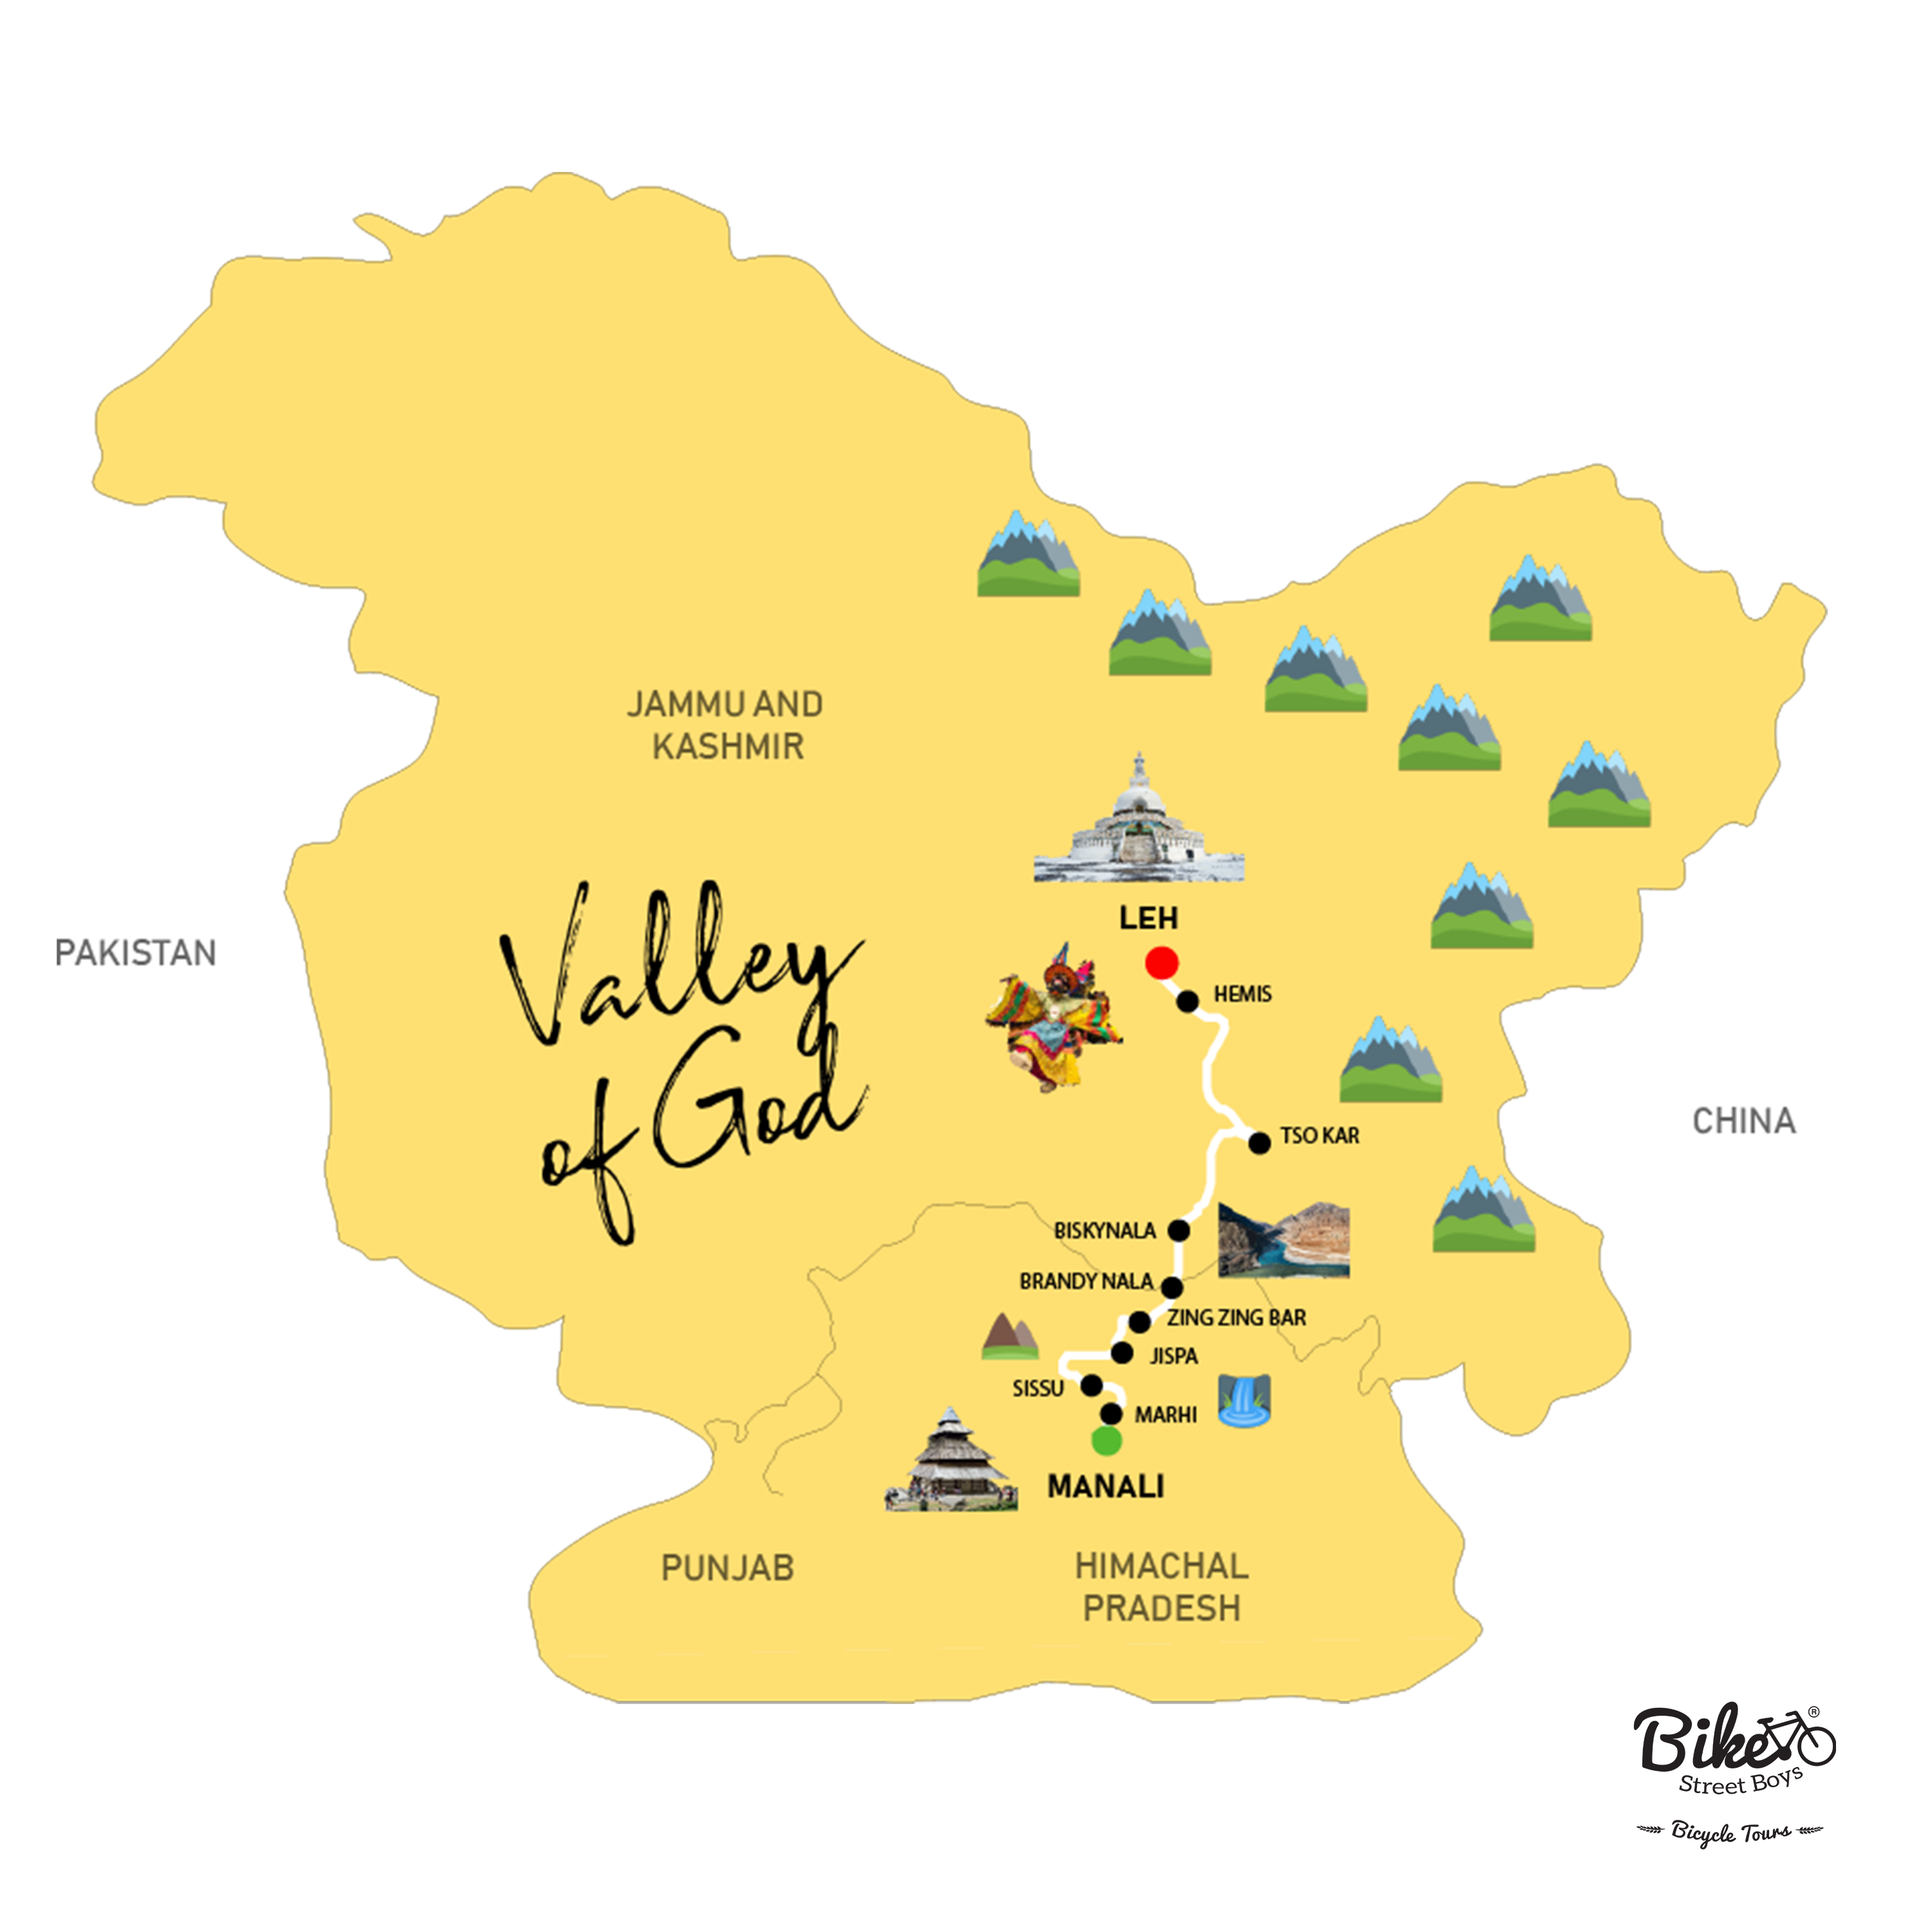 JAMMU AND
KASHMIR
Valley
of God
PAKISTAN
LEH
HEMIS
CHINA
TSO KAR
BISKYNALA
BRANDY NALA
ZING ZING BAR
JISPA
SISSU
MARHI
MANALI
PUNJAB
HIMACHAL
PRADESH
Bike ®
Street Boys
Bicycle Tours